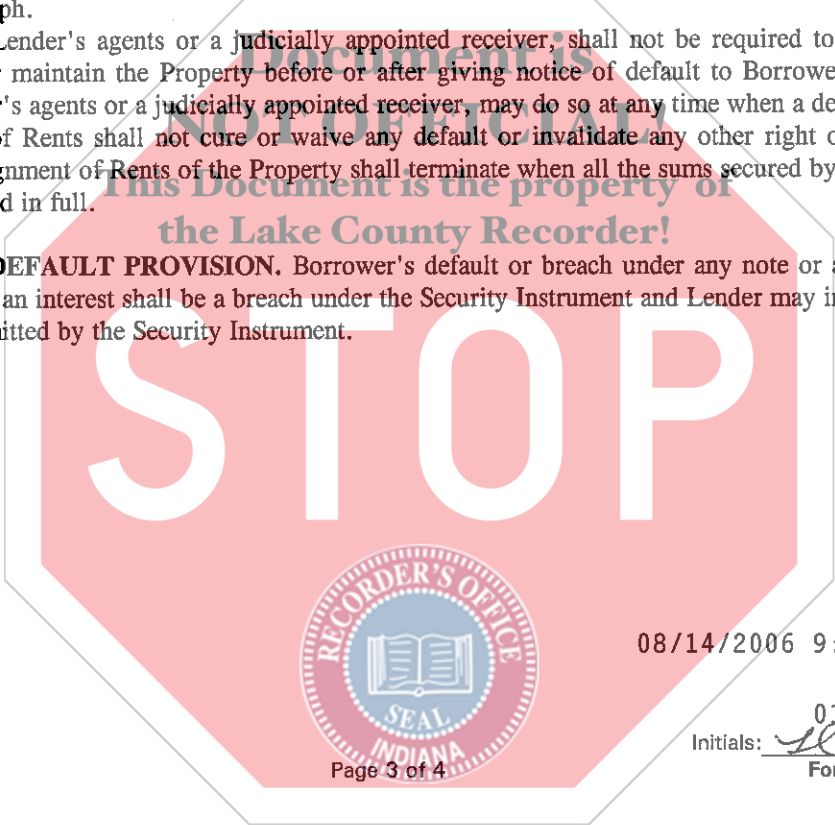 ph.
Lender's agents or a judicially appointed receiver, shall not be required to
maintain the Property before or after giving notice of default to Borrowe
's agents or a judicially appointed receiver, may do so at any time when a de
of Rents shall not cure or waive any default or invalidate any other right o
gnment of Rents of the Property shall terminate when all the sums secured by
d in full.
DEFAULT PROVISION. Borrower's default or breach under any note or a
an interest shall be a breach under the Security Instrument and Lender may in
itted by the Security Instrument.
Document is
NOT OFFICIAL!
This Document is the property of
the Lake County Recorder!
STOP
RECORDER'S OFFICE
SEAL
INDIANA
08/14/2006 9:
Initials:
Page 3 of 4